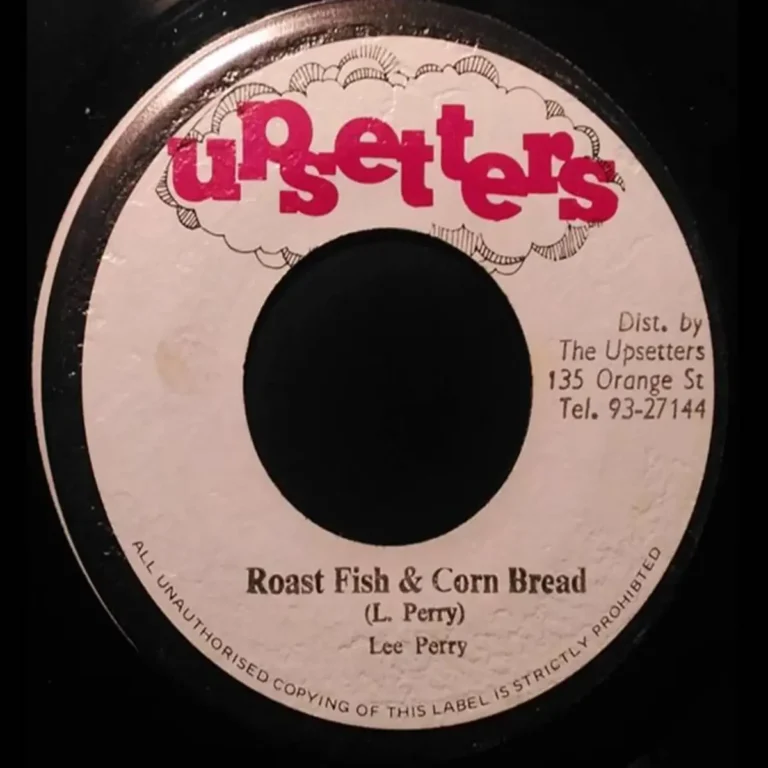 upsetters
Dist. by
The Upsetters
135 Orange St
Tel. 93-27144
Roast Fish & Corn Bread
(L. Perry)
Lee Perry
ALL UNAUTHORISED COPYING OF THIS LABEL IS STRICTLY PROHIBITED